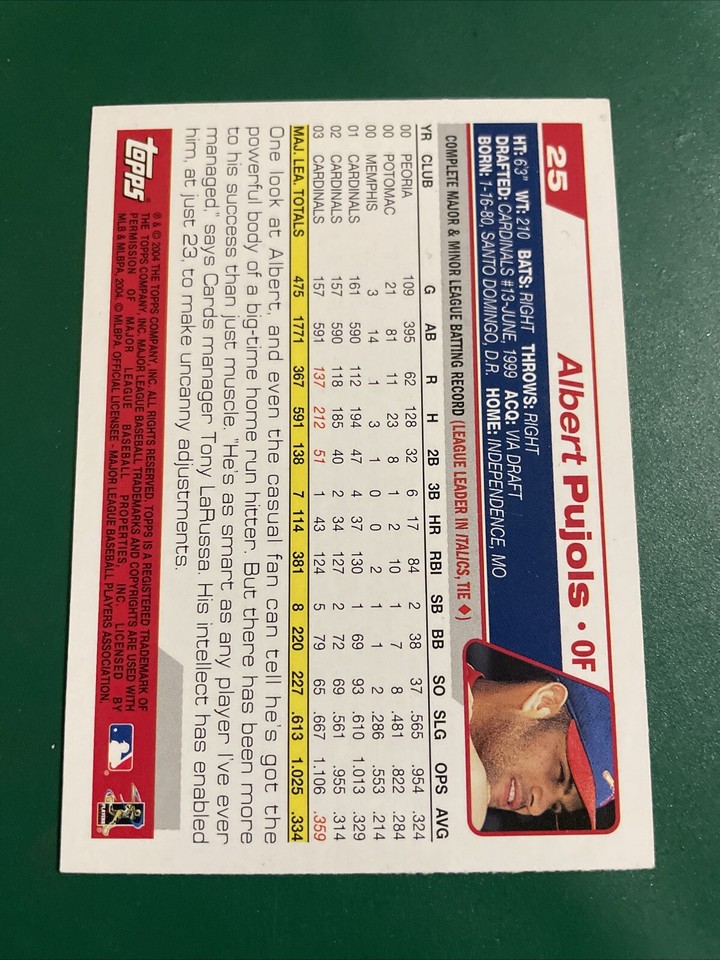 25
Albert Pujols • OF
HT: 6'3" WT: 210 BATS: RIGHT THROWS: RIGHT
DRAFTED: CARDINALS #13-JUNE, 1999 ACQ: VIA DRAFT
BORN: 1-16-80, SANTO DOMINGO, D.R. HOME: INDEPENDENCE, MO
COMPLETE MAJOR & MINOR LEAGUE BATTING RECORD (LEAGUE LEADER IN ITALICS, TIE ♦)
YR CLUB G AB R H 2B 3B HR RBI SB BB SO SLG OPS AVG
00 PEORIA 109 395 62 128 32 6 17 84 2 38 37 .565 .954 .324
00 POTOMAC 21 81 11 23 8 1 2 10 1 7 8 .481 .822 .284
00 MEMPHIS 3 14 1 3 1 0 0 2 1 1 2 .286 .553 .214
01 CARDINALS 161 590 112 194 47 4 37 130 1 69 93 .610 1.013 .329
02 CARDINALS 157 590 118 185 40 2 34 127 2 72 69 .561 .955 .314
03 CARDINALS 157 591 137 212 51 1 43 124 5 79 65 .667 1.106 .359
MAJ. LEA. TOTALS 475 1771 367 591 138 7 114 381 8 220 227 .613 1.025 .334
One look at Albert, and even the casual fan can tell he's got the
powerful body of a big-time home run hitter. But there has been more
to his success than just muscle. "He's as smart as any player I've ever
managed," says Cards manager Tony LaRussa. His intellect has enabled
him, at just 23, to make uncanny adjustments.
topps®
® & © 2004 THE TOPPS COMPANY, INC. ALL RIGHTS RESERVED. TOPPS IS A REGISTERED TRADEMARK OF
THE TOPPS COMPANY, INC. MAJOR LEAGUE BASEBALL TRADEMARKS AND COPYRIGHTS ARE USED WITH
PERMISSION OF MAJOR LEAGUE BASEBALL PROPERTIES, INC. LICENSED BY
MLB & MLBPA, 2004. © MLBPA. OFFICIAL LICENSEE - MAJOR LEAGUE BASEBALL PLAYERS ASSOCIATION.